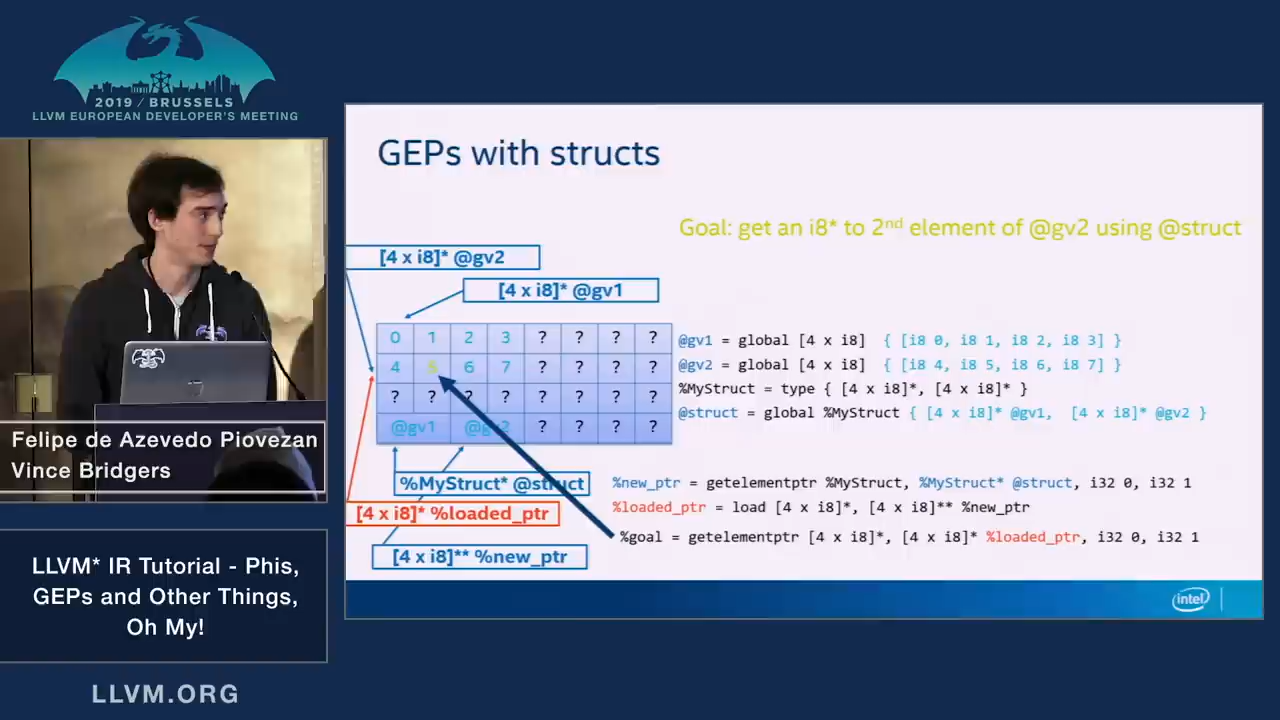 2019 / BRUSSELS
LLVM EUROPEAN DEVELOPER'S MEETING
Felipe de Azevedo Piovezan
Vince Bridgers
LLVM* IR Tutorial - Phis,
GEPs and Other Things,
Oh My!
LLVM.ORG
GEPs with structs
Goal: get an i8* to 2nd element of @gv2 using @struct
[4 x i8]* @gv2
[4 x i8]* @gv1
0 1 2 3 ? ? ? ?
4 5 6 7 ? ? ? ?
? ? ? ? ? ? ? ?
@gv1 @gv2 ? ? ? ?
@gv1 = global [4 x i8] { [i8 0, i8 1, i8 2, i8 3] }
@gv2 = global [4 x i8] { [i8 4, i8 5, i8 6, i8 7] }
%MyStruct = type { [4 x i8]*, [4 x i8]* }
@struct = global %MyStruct { [4 x i8]* @gv1, [4 x i8]* @gv2 }
%MyStruct* @struct
[4 x i8]* %loaded_ptr
[4 x i8]** %new_ptr
%new_ptr = getelementptr %MyStruct, %MyStruct* @struct, i32 0, i32 1
%loaded_ptr = load [4 x i8]*, [4 x i8]** %new_ptr
%goal = getelementptr [4 x i8]*, [4 x i8]* %loaded_ptr, i32 0, i32 1
intel